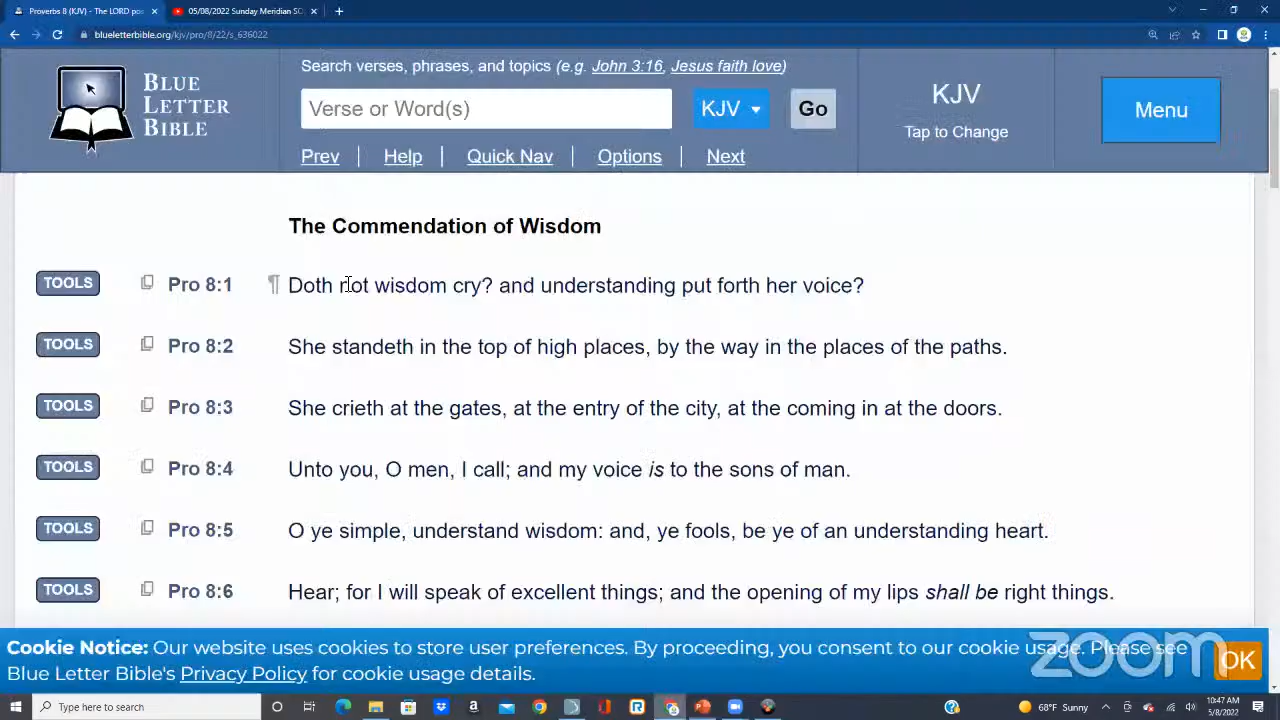 Proverbs 8 (KJV) - The LORD pos
05/08/2022 Sunday Meridian SO
blueletterbible.org/kjv/pro/8/22/s_636022
BLUE
LETTER
BIBLE
Search verses, phrases, and topics (e.g. John 3:16, Jesus faith love)
Verse or Word(s)
KJV
Go
Prev
Help
Quick Nav
Options
Next
KJV
Tap to Change
Menu
The Commendation of Wisdom
TOOLS Pro 8:1 ¶ Doth not wisdom cry? and understanding put forth her voice?
TOOLS Pro 8:2 She standeth in the top of high places, by the way in the places of the paths.
TOOLS Pro 8:3 She crieth at the gates, at the entry of the city, at the coming in at the doors.
TOOLS Pro 8:4 Unto you, O men, I call; and my voice is to the sons of man.
TOOLS Pro 8:5 O ye simple, understand wisdom: and, ye fools, be ye of an understanding heart.
TOOLS Pro 8:6 Hear; for I will speak of excellent things; and the opening of my lips shall be right things.
Cookie Notice: Our website uses cookies to store user preferences. By proceeding, you consent to our cookie usage. Please see
Blue Letter Bible's Privacy Policy for cookie usage details.
OK
zoom
Type here to search
68°F Sunny
10:47 AM
5/8/2022